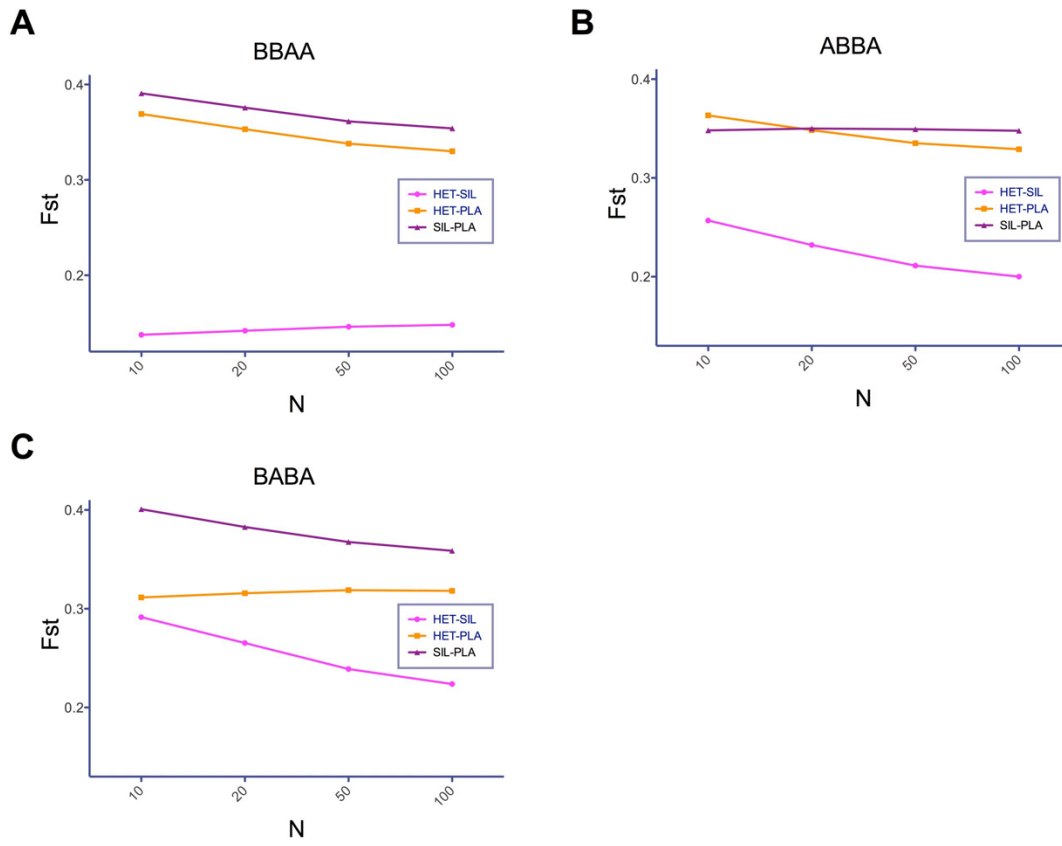 A
BBAA
Fst
0.4
0.3
0.2
HET-SIL
HET-PLA
SIL-PLA
10
20
50
100
N
B
ABBA
Fst
0.4
0.3
0.2
HET-SIL
HET-PLA
SIL-PLA
10
20
50
100
N
C
BABA
Fst
0.4
0.3
0.2
HET-SIL
HET-PLA
SIL-PLA
10
20
50
100
N